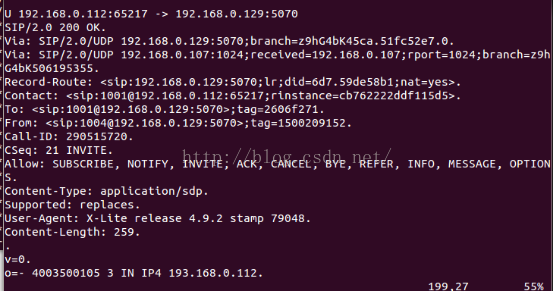 U 192.168.0.112:65217 -> 192.168.0.129:5070
SIP/2.0 200 OK.
Via: SIP/2.0/UDP 192.168.0.129:5070;branch=z9hG4bK45ca.51fc52e7.0.
Via: SIP/2.0/UDP 192.168.0.107:1024;received=192.168.0.107;rport=1024;branch=z9h
G4bK506195355.
Record-Route: <sip:192.168.0.129:5070;lr;did=6d7.59de58b1;nat=yes>.
Contact: <sip:1001@192.168.0.112:65217;rinstance=cb762222ddf115d5>.
To: <sip:1001@192.168.0.129:5070>;tag=2606f271.
From: <sip:1004@192.168.0.129:5070>;tag=1500209152.
Call-ID: 290515720.
CSeq: 21 INVITE.
http://blog.csdn.net/
Allow: SUBSCRIBE, NOTIFY, INVITE, ACK, CANCEL, BYE, REFER, INFO, MESSAGE, OPTION
S.
Content-Type: application/sdp.
Supported: replaces.
User-Agent: X-Lite release 4.9.2 stamp 79048.
Content-Length: 259.
.
v=0.
o=- 4003500105 3 IN IP4 193.168.0.112.
199,27 55%